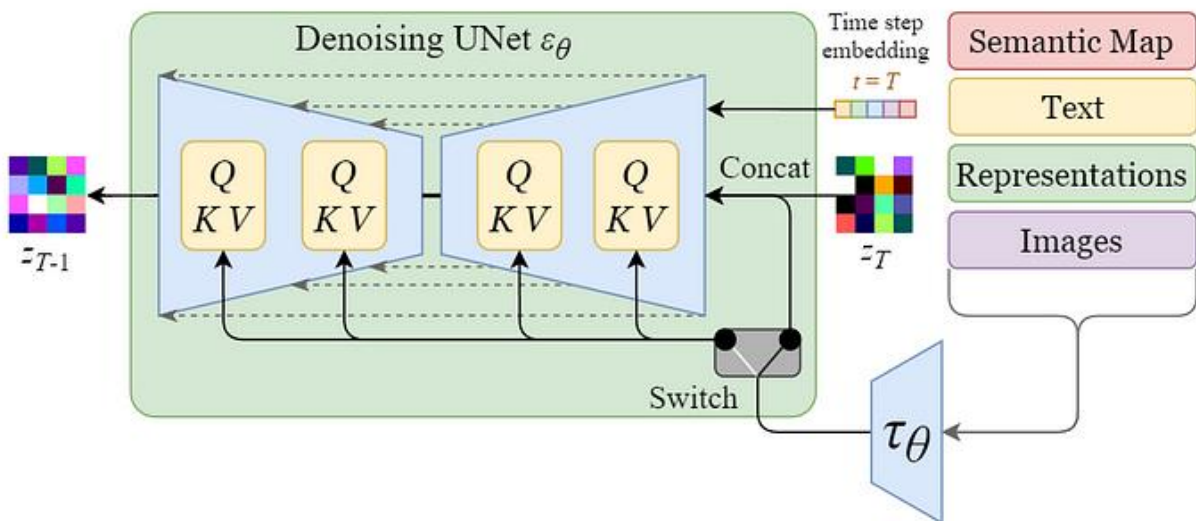 Denoising UNet εθ
Time step
embedding
t = T
Semantic Map
Text
Representations
Images
Q
K V
Q
K V
Q
K V
Q
K V
Concat
zT-1
zT
Switch
τθ